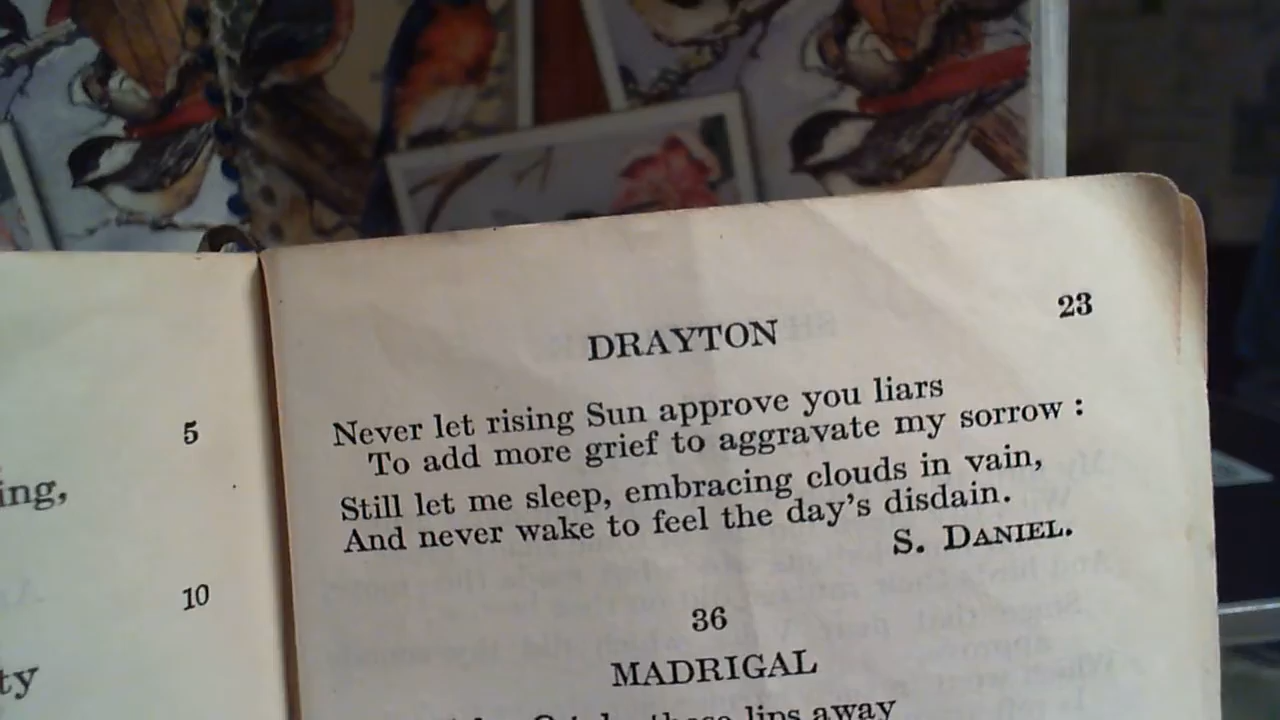 5
ing,
10
ty
23
DRAYTON
Never let rising Sun approve you liars
To add more grief to aggravate my sorrow :
Still let me sleep, embracing clouds in vain,
And never wake to feel the day's disdain.
S. DANIEL.
36
MADRIGAL
lips away